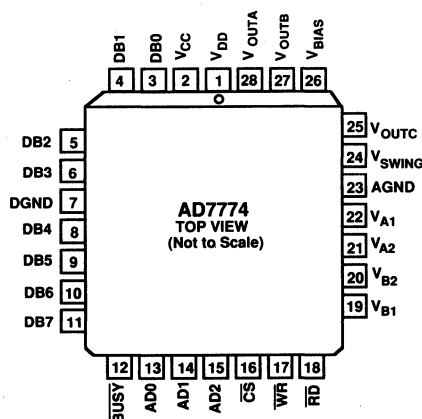 DB1 DB0 VCC VDD VOUTA VOUTB VBIAS
4 3 2 1 28 27 26
DB2 5
DB3 6
DGND 7
DB4 8
DB5 9
DB6 10
DB7 11
AD7774
TOP VIEW
(Not to Scale)
25 VOUTC
24 VSWING
23 AGND
22 VA1
21 VA2
20 VB2
19 VB1
12 13 14 15 16 17 18
BUSY AD0 AD1 AD2 CS WR RD